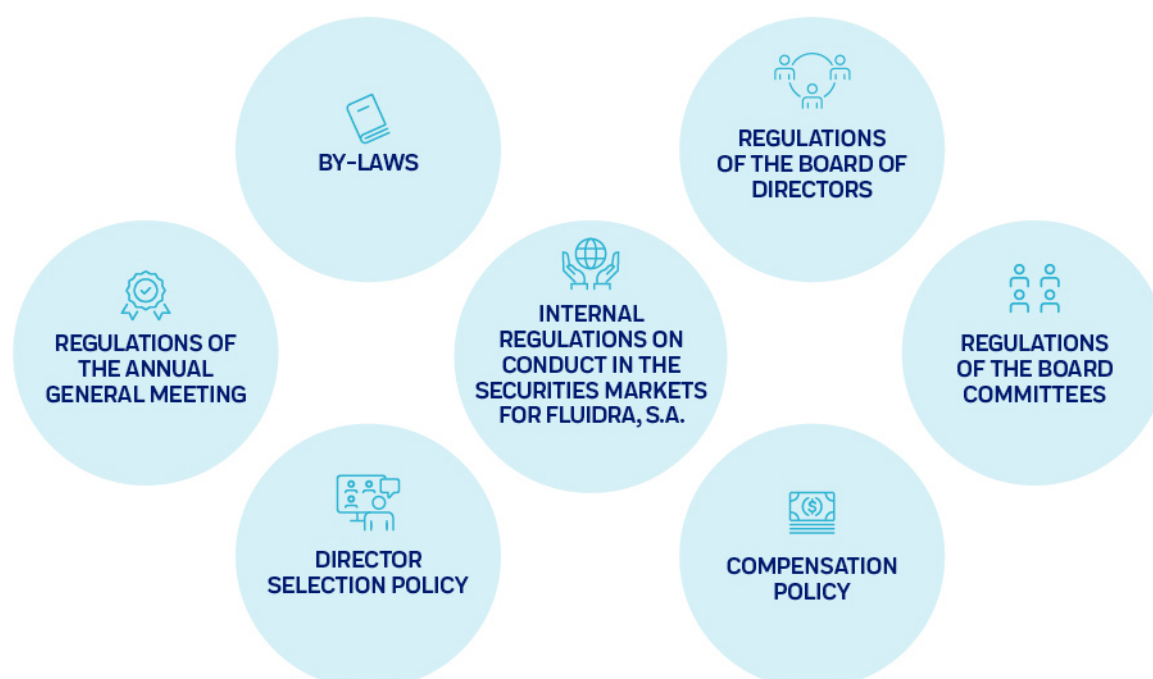 BY-LAWS
REGULATIONS
OF THE BOARD OF
DIRECTORS
REGULATIONS OF
THE ANNUAL
GENERAL MEETING
INTERNAL
REGULATIONS ON
CONDUCT IN THE
SECURITIES MARKETS
FOR FLUIDRA, S.A.
REGULATIONS
OF THE BOARD
COMMITTEES
DIRECTOR
SELECTION POLICY
COMPENSATION
POLICY